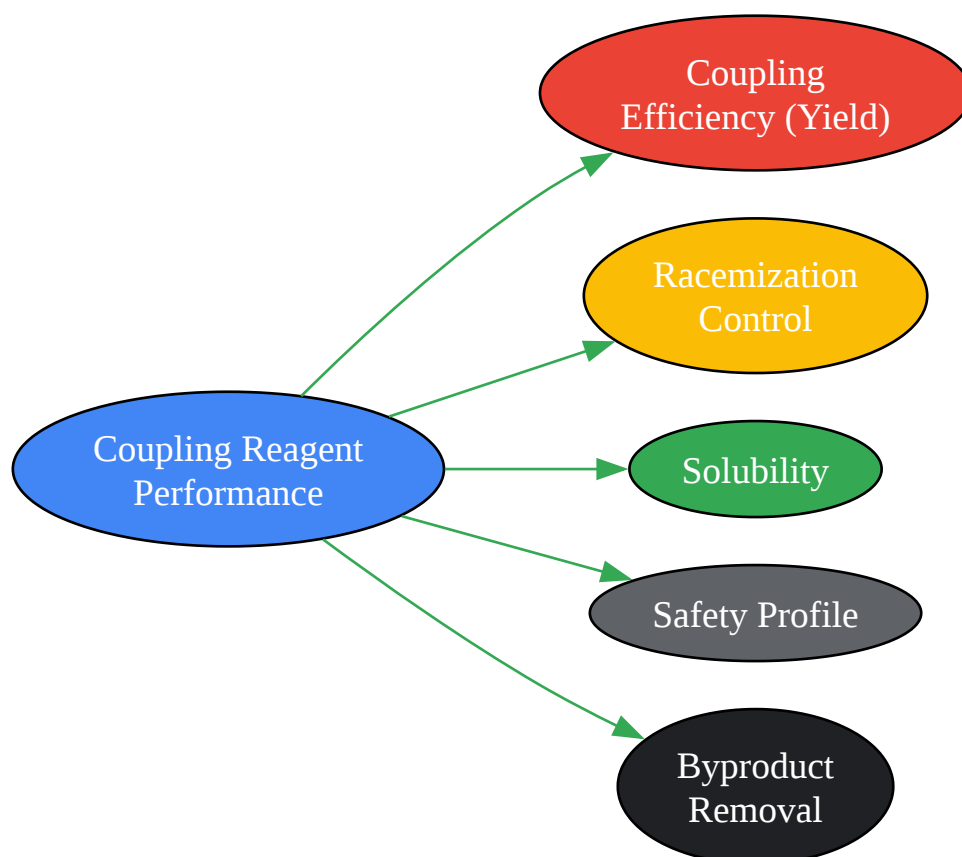 Coupling
Efficiency (Yield)
Racemization
Control
Coupling Reagent
Performance
Solubility
Safety Profile
Byproduct
Removal